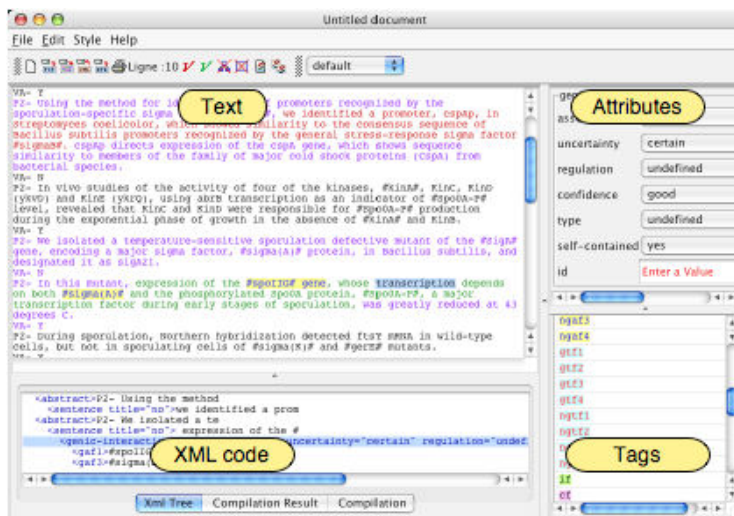 Untitled document
File Edit Style Help
Ligne :10 default
VA- Y
P2- Using the method for promoters recognized by the
sporulation-specific sigma we identified a promoter, cspAp, in
Streptomyces coelicolor, which showed similarity to the consensus sequence of
Bacillus subtilis promoters recognized by the general stress-response sigma factor
#sigmaB#. cspAp directs expression of the cspA gene, which shows sequence
similarity to members of the family of major cold shock proteins (CspA) from
bacterial species.
VA- N
P2- In vivo studies of the activity of four of the kinases, #KinA#, KinC, KinD
(ykvD) and KinE (ykrQ), using abrB transcription as an indicator of #Spo0A~P#
level, revealed that KinC and KinD were responsible for #Spo0A~P# production
during the exponential phase of growth in the absence of #KinA# and KinB.
VA- Y
P2- We isolated a temperature-sensitive sporulation defective mutant of the #sigA#
gene, encoding a major sigma factor, #sigma(A)# protein, in Bacillus subtilis, and
designated it as sigA21.
VA- N
P2- In this mutant, expression of the #spoIIG# gene, whose transcription depends
on both #sigma(A)# and the phosphorylated Spo0A protein, #Spo0A-P#, a major
transcription factor during early stages of sporulation, was greatly reduced at 43
degrees C.
VA- Y
P2- During sporulation, Northern hybridization detected ftsY mRNA in wild-type
cells, but not in sporulating cells of #sigma(K)# and #gerE# mutants.
Text
Attributes
uncertainty certain
regulation undefined
confidence good
type undefined
self-contained yes
id Enter a Value
<abstract>P2- Using the method
<sentence title="no">we identified a prom
<abstract>P2- We isolated a te
<sentence title="no"> expression of the #
<genic-interac uncertainty="certain" regulation="undef
<gaf1>#spoIIG
<gaf3>#sigma(
XML code
Xml Tree Compilation Result Compilation
ngaf3
ngaf4
gtf1
gtf2
gtf3
gtf4
ngtf1
ngtf2
if
cf
Tags